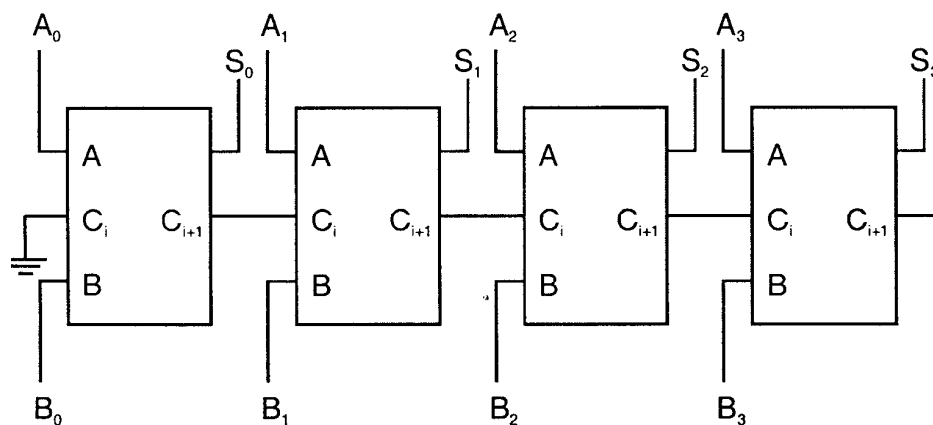 A₀ A₁ A₂ A₃
S₀ S₁ S₂ S₃
A A A A
Cᵢ Cᵢ₊₁ Cᵢ Cᵢ₊₁ Cᵢ Cᵢ₊₁ Cᵢ Cᵢ₊₁
B B B B
B₀ B₁ B₂ B₃